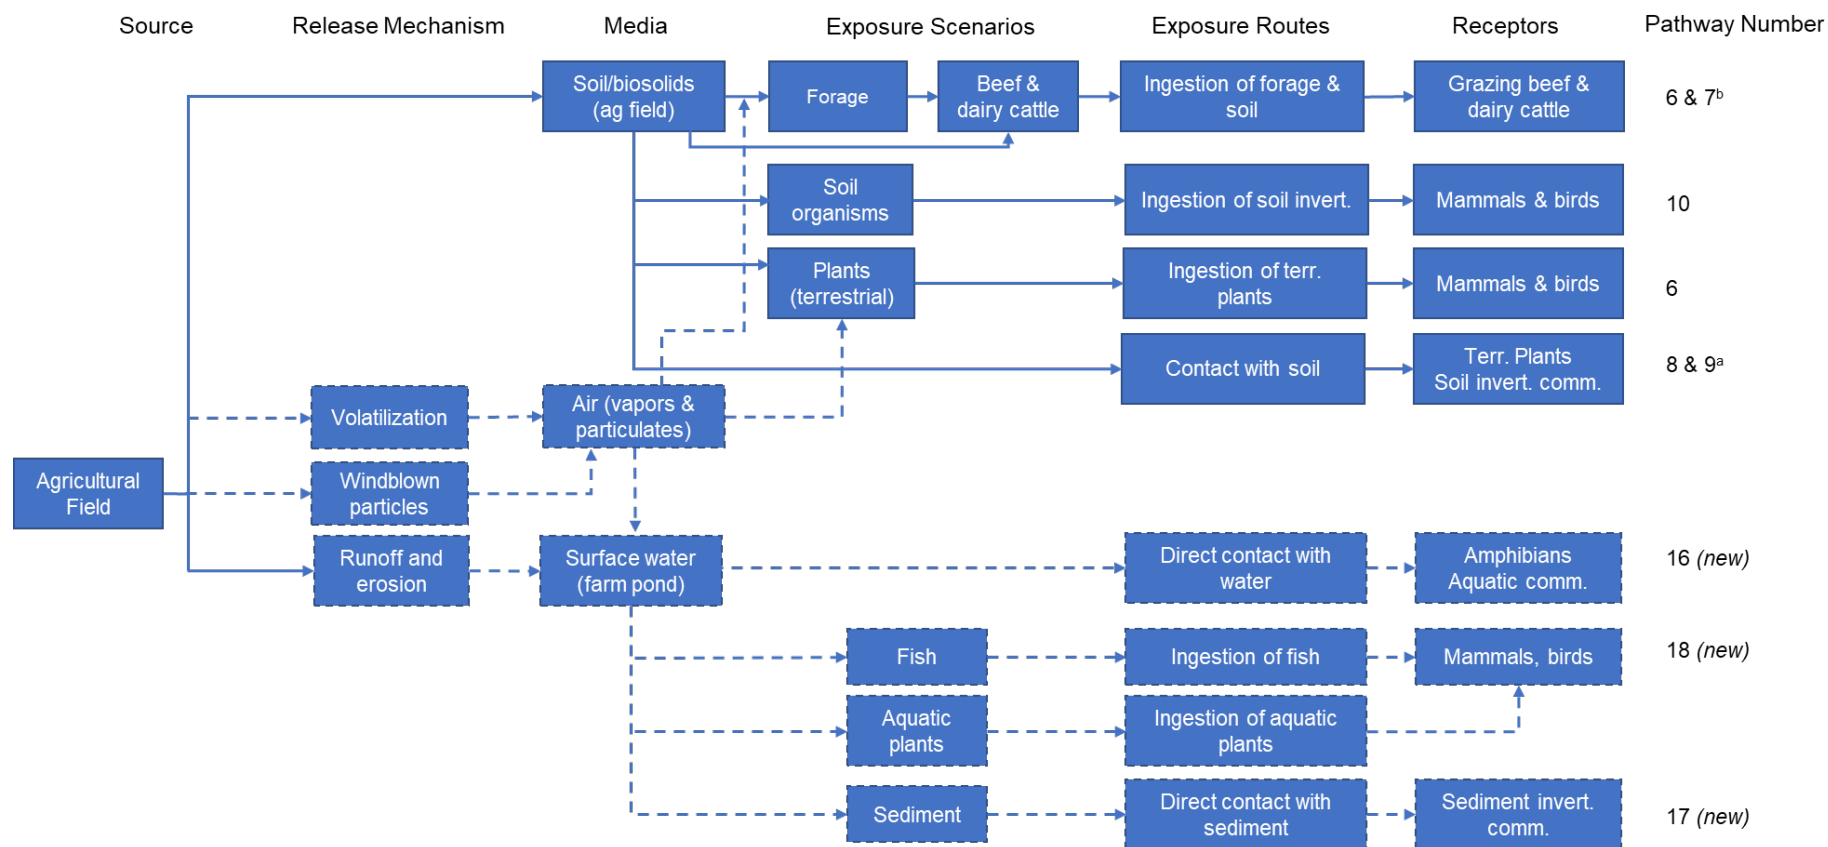 Source
Release Mechanism
Media
Exposure Scenarios
Exposure Routes
Receptors
Pathway Number
Soil/biosolids
(ag field)
Forage
Beef &
dairy cattle
Ingestion of forage &
soil
Grazing beef &
dairy cattle
6 & 7ᵇ
Soil
organisms
Ingestion of soil invert.
Mammals & birds
10
Plants
(terrestrial)
Ingestion of terr.
plants
Mammals & birds
6
Contact with soil
Terr. Plants
Soil invert. comm.
8 & 9ᵃ
Volatilization
Air (vapors &
particulates)
Agricultural
Field
Windblown
particles
Runoff and
erosion
Surface water
(farm pond)
Direct contact with
water
Amphibians
Aquatic comm.
16 (new)
Fish
Ingestion of fish
Mammals, birds
18 (new)
Aquatic
plants
Ingestion of aquatic
plants
Sediment
Direct contact with
sediment
Sediment invert.
comm.
17 (new)